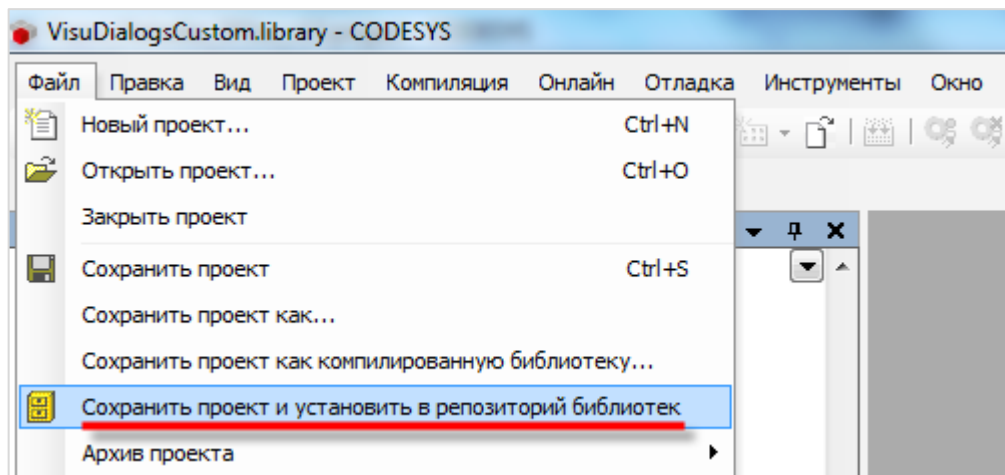 VisuDialogsCustom.library - CODESYS
Файл Правка Вид Проект Компиляция Онлайн Отладка Инструменты Окно
Новый проект... Ctrl+N
Открыть проект... Ctrl+O
Закрыть проект
Сохранить проект Ctrl+S
Сохранить проект как...
Сохранить проект как компилированную библиотеку...
Сохранить проект и установить в репозиторий библиотек
Архив проекта